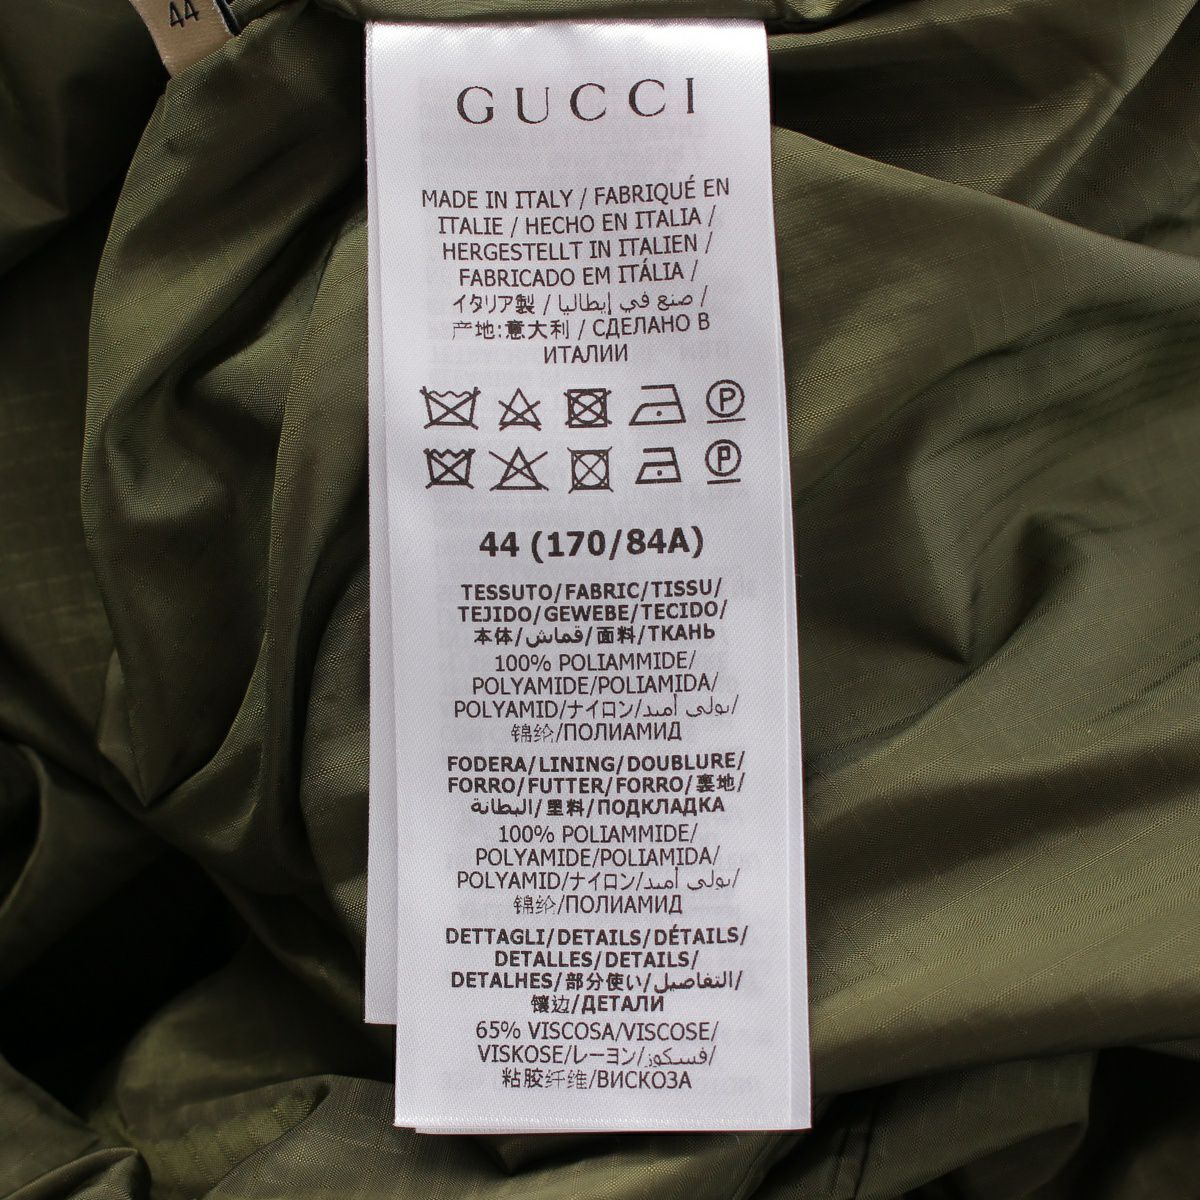 44
GUCCI
MADE IN ITALY / FABRIQUÉ EN
ITALIE / HECHO EN ITALIA /
HERGESTELLT IN ITALIEN /
FABRICADO EM ITÁLIA /
イタリア製 / صنع في إيطاليا /
产地:意大利 / СДЕЛАНО В
ИТАЛИИ
P
P
44 (170/84A)
TESSUTO/FABRIC/TISSU/
TEJIDO/GEWEBE/TECIDO/
本体/قماش/面料/ТКАНЬ
100% POLIAMMIDE/
POLYAMIDE/POLIAMIDA/
POLYAMID/ナイロン/بولي أميد/
锦纶/ПОЛИАМИД
FODERA/LINING/DOUBLURE/
FORRO/FUTTER/FORRO/裏地/
البطانة/里料/ПОДКЛАДКА
100% POLIAMMIDE/
POLYAMIDE/POLIAMIDA/
POLYAMID/ナイロン/بولي أميد/
锦纶/ПОЛИАМИД
DETTAGLI/DETAILS/DÉTAILS/
DETALLES/DETAILS/
DETALHES/部分使い/التفاصيل/
镶边/ДЕТАЛИ
65% VISCOSA/VISCOSE/
VISKOSE/レーヨン/فسكوز/
粘胶纤维/ВИСКОЗА